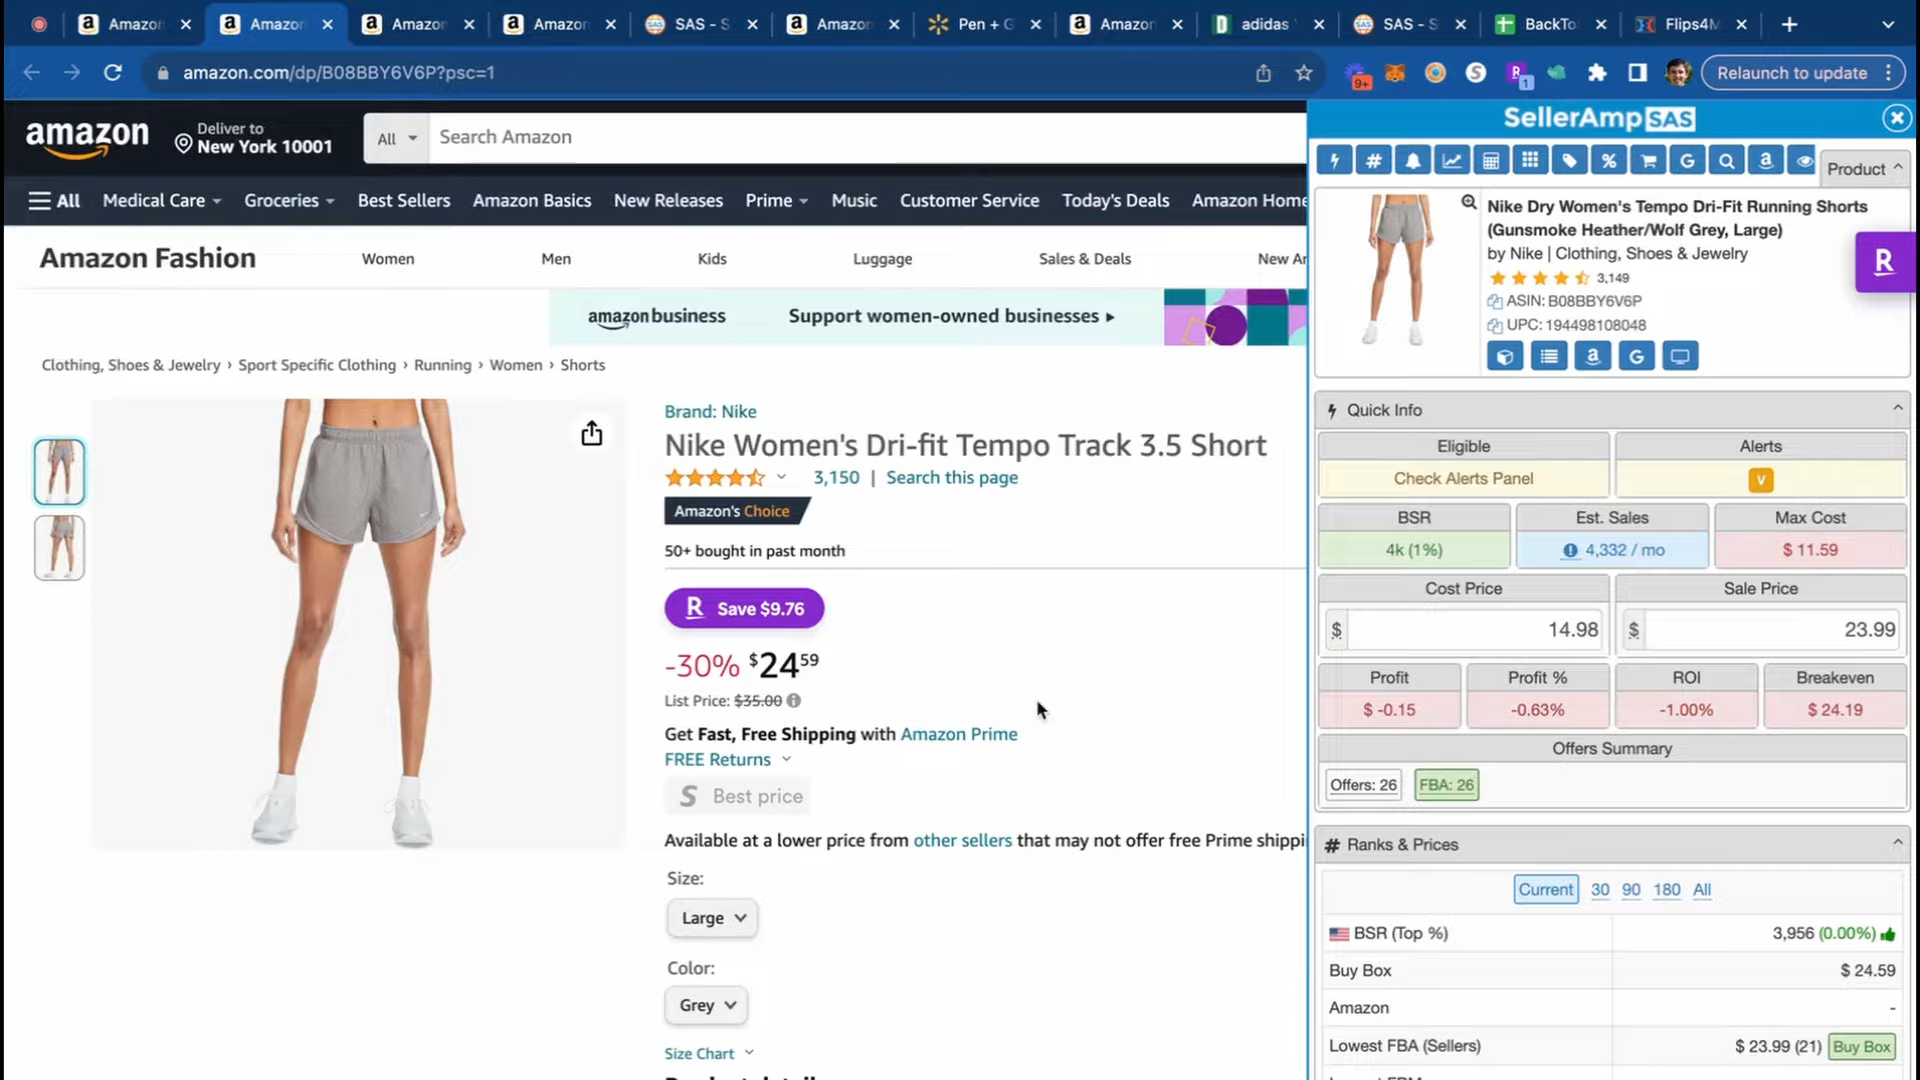 Amazon
Amazon
Amazon
Amazon
SAS - S
Amazon
Pen + G
Amazon
adidas
SAS - S
BackTo
Flips4M
amazon.com/dp/B08BBY6V6P?psc=1
9+
1
Relaunch to update
amazon
Deliver to
New York 10001
All
Search Amazon
All
Medical Care
Groceries
Best Sellers
Amazon Basics
New Releases
Prime
Music
Customer Service
Today's Deals
Amazon Home
Amazon Fashion
Women
Men
Kids
Luggage
Sales & Deals
New Ar
amazon business
Support women-owned businesses ▸
Clothing, Shoes & Jewelry › Sport Specific Clothing › Running › Women › Shorts
Brand: Nike
Nike Women's Dri-fit Tempo Track 3.5 Short
3,150 | Search this page
Amazon's Choice
50+ bought in past month
R Save $9.76
-30% $24 59
List Price: $35.00
Get Fast, Free Shipping with Amazon Prime
FREE Returns
S Best price
Available at a lower price from other sellers that may not offer free Prime shippi
Size:
Large
Color:
Grey
Size Chart
SellerAmp SAS
Product
Nike Dry Women's Tempo Dri-Fit Running Shorts
(Gunsmoke Heather/Wolf Grey, Large)
by Nike | Clothing, Shoes & Jewelry
3,149
ASIN: B08BBY6V6P
UPC: 194498108048
R
Quick Info
Eligible
Alerts
Check Alerts Panel
V
BSR
Est. Sales
Max Cost
4k (1%)
4,332 / mo
$ 11.59
Cost Price
Sale Price
$ 14.98
$ 23.99
Profit
Profit %
ROI
Breakeven
$ -0.15
-0.63%
-1.00%
$ 24.19
Offers Summary
Offers: 26
FBA: 26
# Ranks & Prices
Current 30 90 180 All
BSR (Top %)
3,956 (0.00%)
Buy Box
$ 24.59
Amazon
-
Lowest FBA (Sellers)
$ 23.99 (21) Buy Box